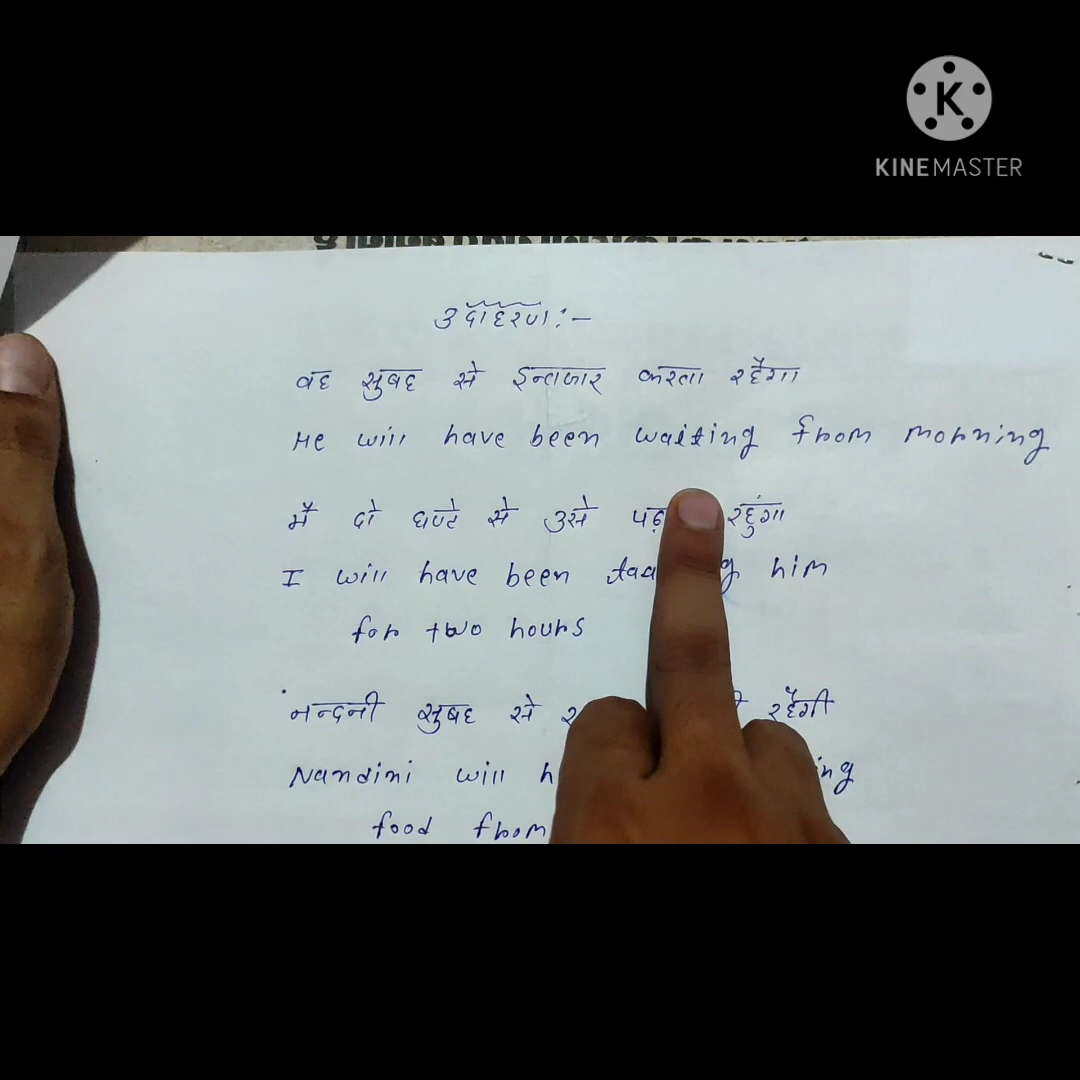 KINEMASTER
उदाहरण:-
वह सुबह से इन्तजार करता रहेगा
He will have been waiting from morning
मैं दो घण्टे से उसे रहुंगा
I will have been him
for two hours
नन्दनी सुबह से रहेगी
Nandini will
food from